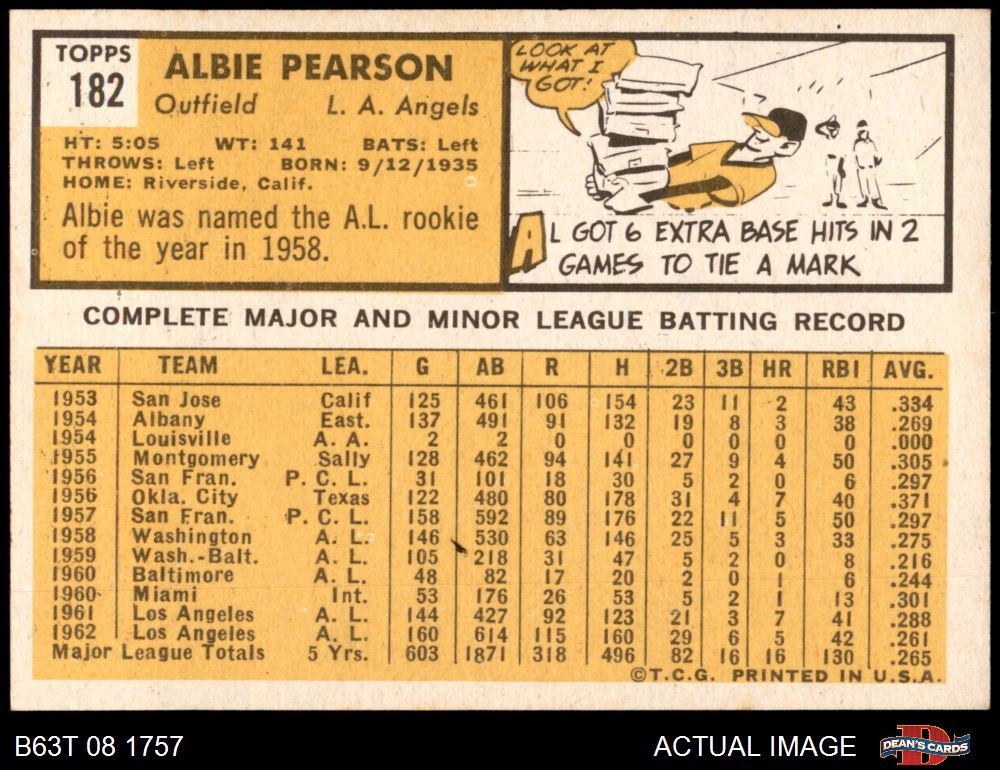 TOPPS
182
ALBIE PEARSON
Outfield L. A. Angels
HT: 5:05 WT: 141 BATS: Left
THROWS: Left BORN: 9/12/1935
HOME: Riverside, Calif.
Albie was named the A.L. rookie
of the year in 1958.
LOOK AT
WHAT I
GOT!
AL GOT 6 EXTRA BASE HITS IN 2
GAMES TO TIE A MARK
COMPLETE MAJOR AND MINOR LEAGUE BATTING RECORD
YEAR TEAM LEA. G AB R H 2B 3B HR RBI AVG.
1953 San Jose Calif 125 461 106 154 23 11 2 43 .334
1954 Albany East. 137 491 91 132 19 8 3 38 .269
1954 Louisville A. A. 2 2 0 0 0 0 0 0 .000
1955 Montgomery Sally 128 462 94 141 27 9 4 50 .305
1956 San Fran. P. C. L. 31 101 18 30 5 2 0 6 .297
1956 Okla. City Texas 122 480 80 178 31 4 7 40 .371
1957 San Fran. P. C. L. 158 592 89 176 22 11 5 50 .297
1958 Washington A. L. 146 530 63 146 25 5 3 33 .275
1959 Wash.-Balt. A. L. 105 218 31 47 5 2 0 8 .216
1960 Baltimore A. L. 48 82 17 20 2 0 1 6 .244
1960 Miami Int. 53 176 26 53 5 2 1 13 .301
1961 Los Angeles A. L. 144 427 92 123 21 3 7 41 .288
1962 Los Angeles A. L. 160 614 115 160 29 6 5 42 .261
Major League Totals 5 Yrs. 603 1871 318 496 82 16 16 130 .265
©T.C.G. PRINTED IN U.S.A.
B63T 08 1757 ACTUAL IMAGE DEAN'S CARDS